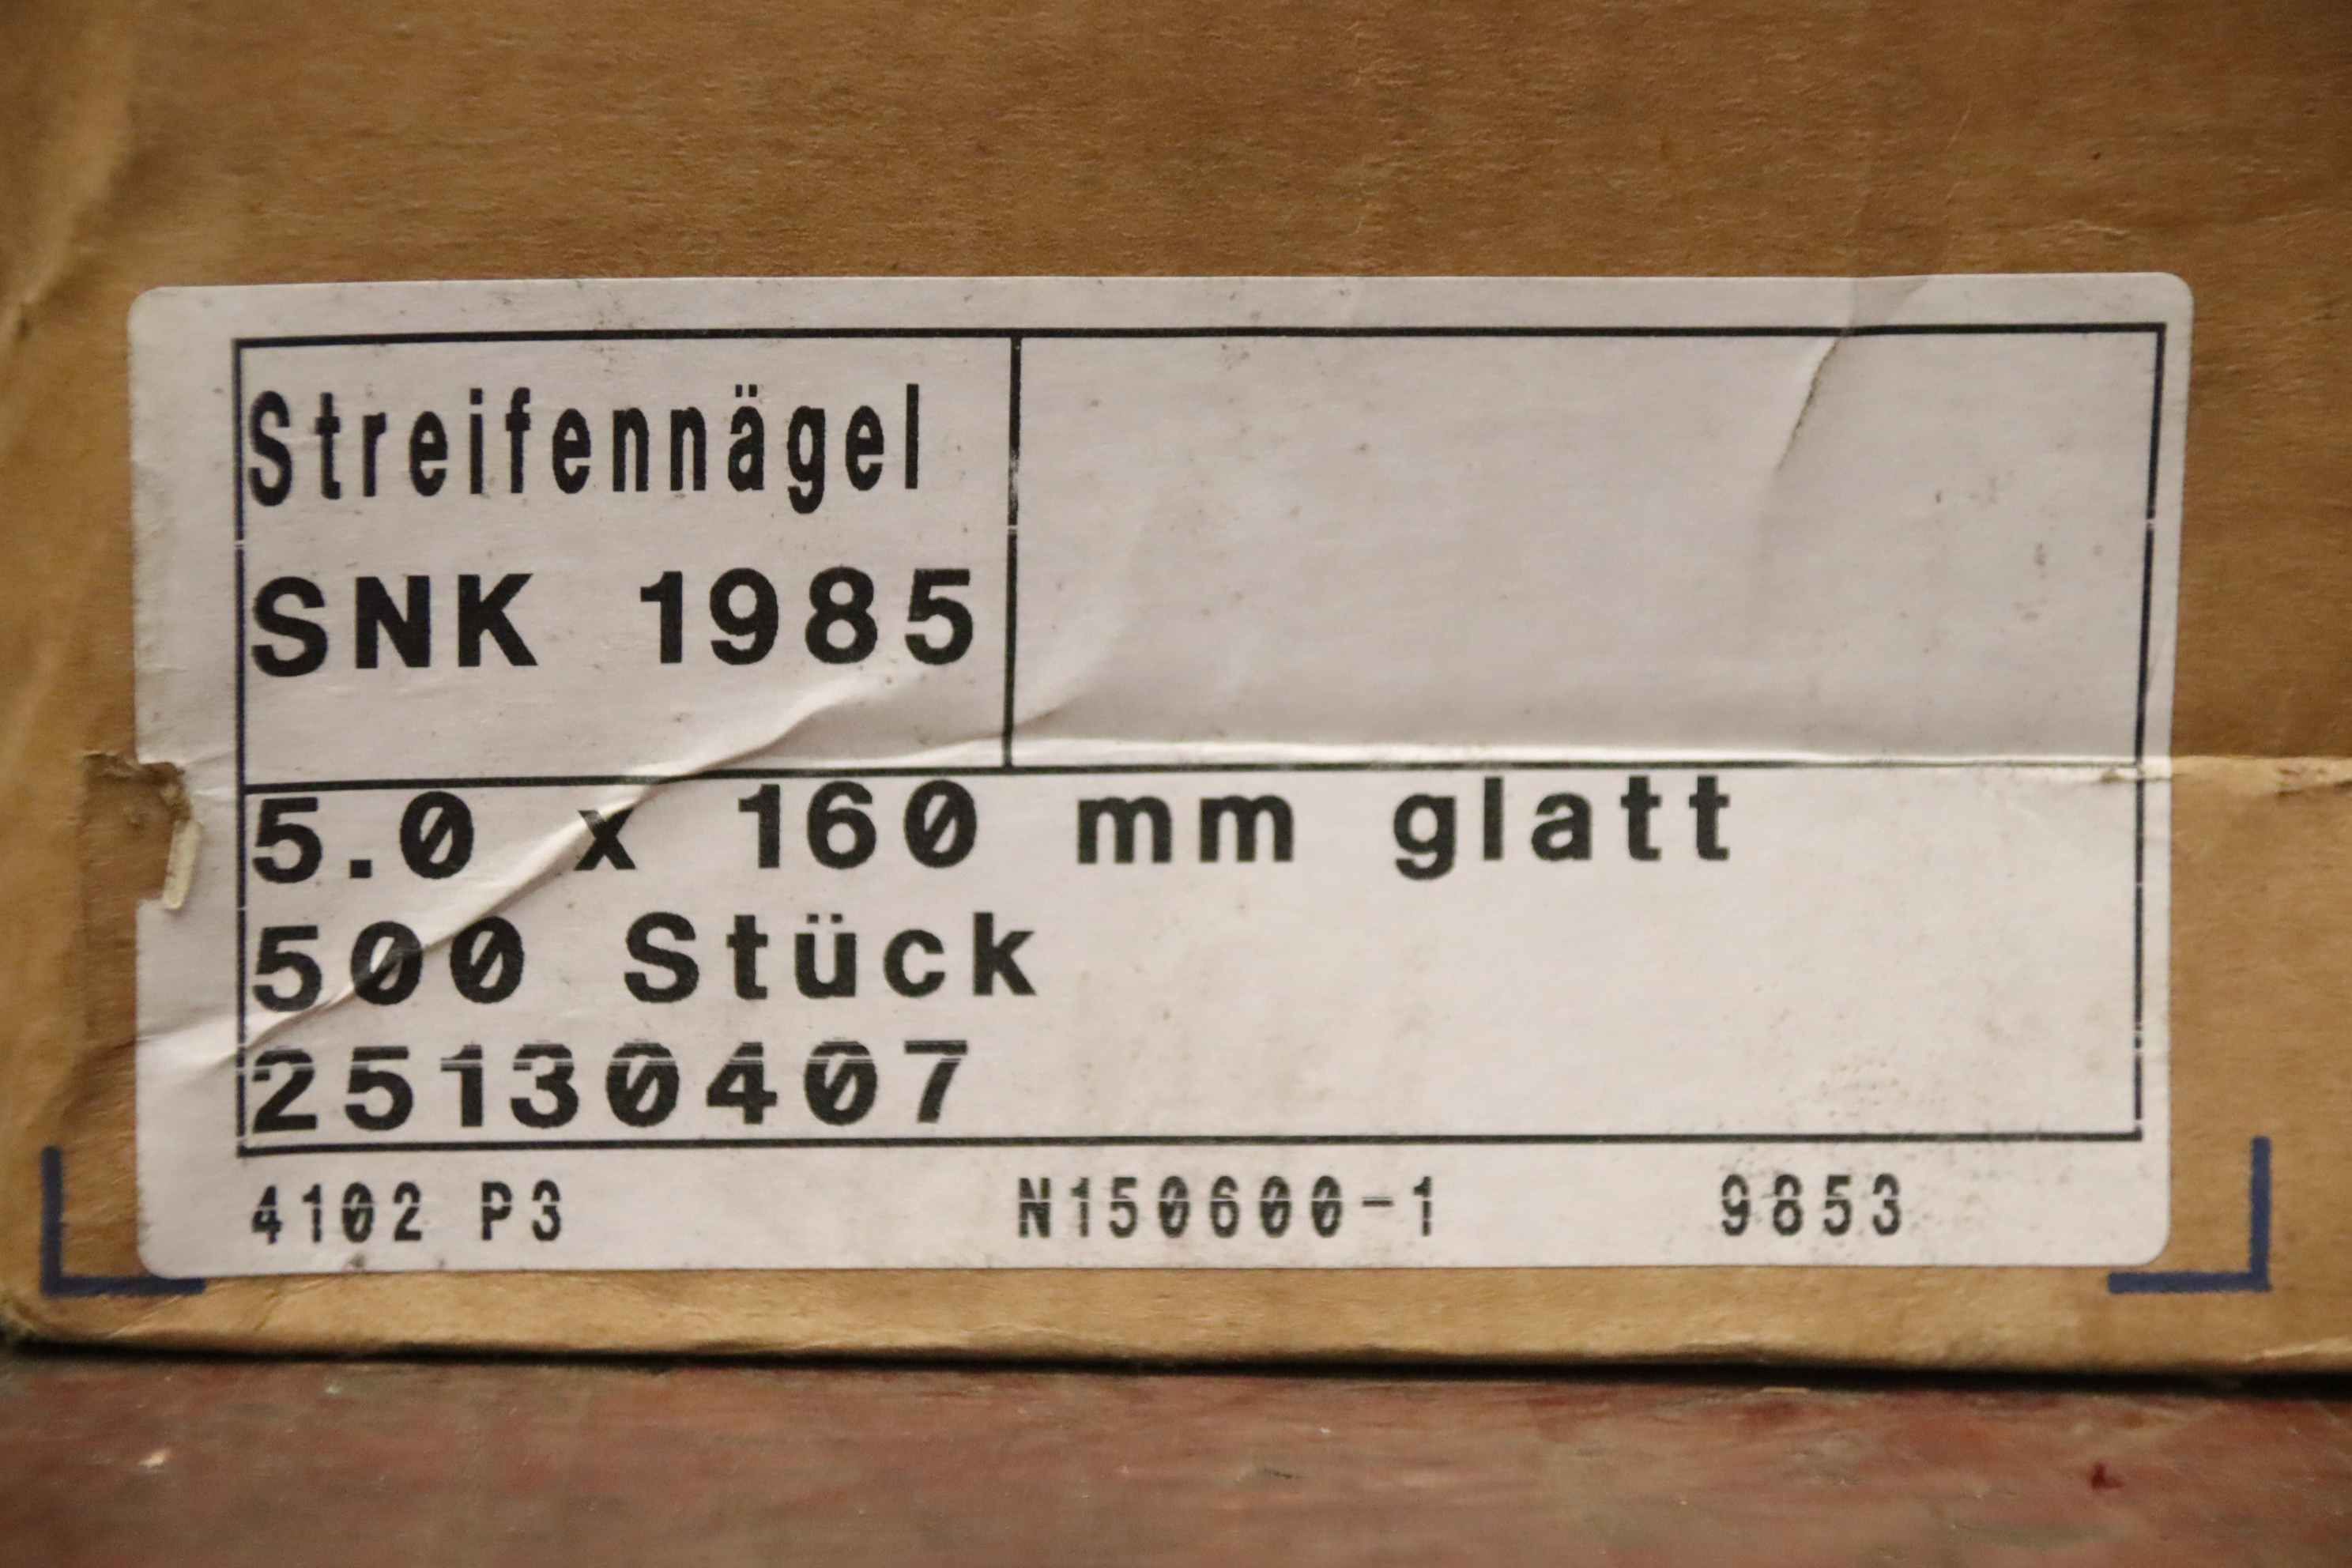 Streifennägel
SNK 1985
5.0 x 160 mm glatt
500 Stück
25130407
4102 P3 N150600-1 9853